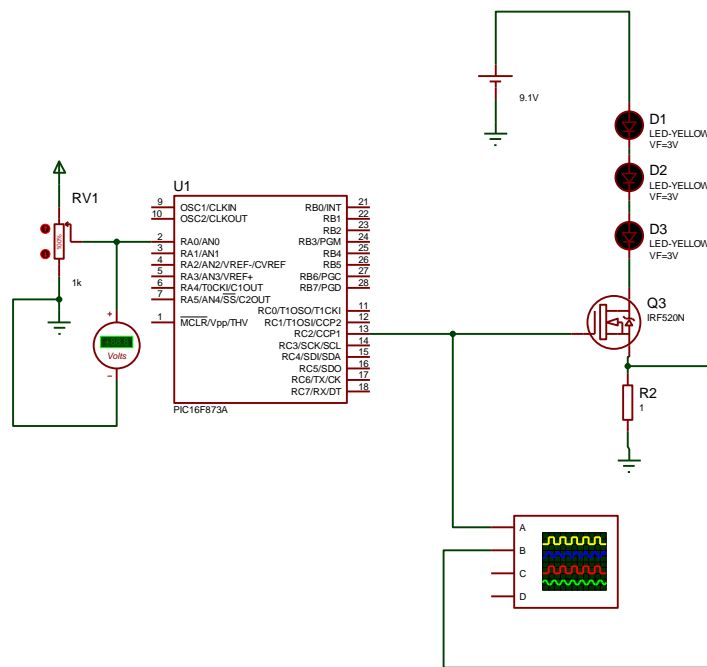 9.1V
D1
LED-YELLOW
VF=3V
D2
LED-YELLOW
VF=3V
D3
LED-YELLOW
VF=3V
RV1
100%
1k
U1
9 OSC1/CLKIN
10 OSC2/CLKOUT
2 RA0/AN0
3 RA1/AN1
4 RA2/AN2/VREF-/CVREF
5 RA3/AN3/VREF+
6 RA4/T0CKI/C1OUT
7 RA5/AN4/SS/C2OUT
1 MCLR/Vpp/THV
RB0/INT 21
RB1 22
RB2 23
RB3/PGM 24
RB4 25
RB5 26
RB6/PGC 27
RB7/PGD 28
RC0/T1OSO/T1CKI 11
RC1/T1OSI/CCP2 12
RC2/CCP1 13
RC3/SCK/SCL 14
RC4/SDI/SDA 15
RC5/SDO 16
RC6/TX/CK 17
RC7/RX/DT 18
PIC16F873A
+
Volts
−
Q3
IRF520N
R2
1
A
B
C
D